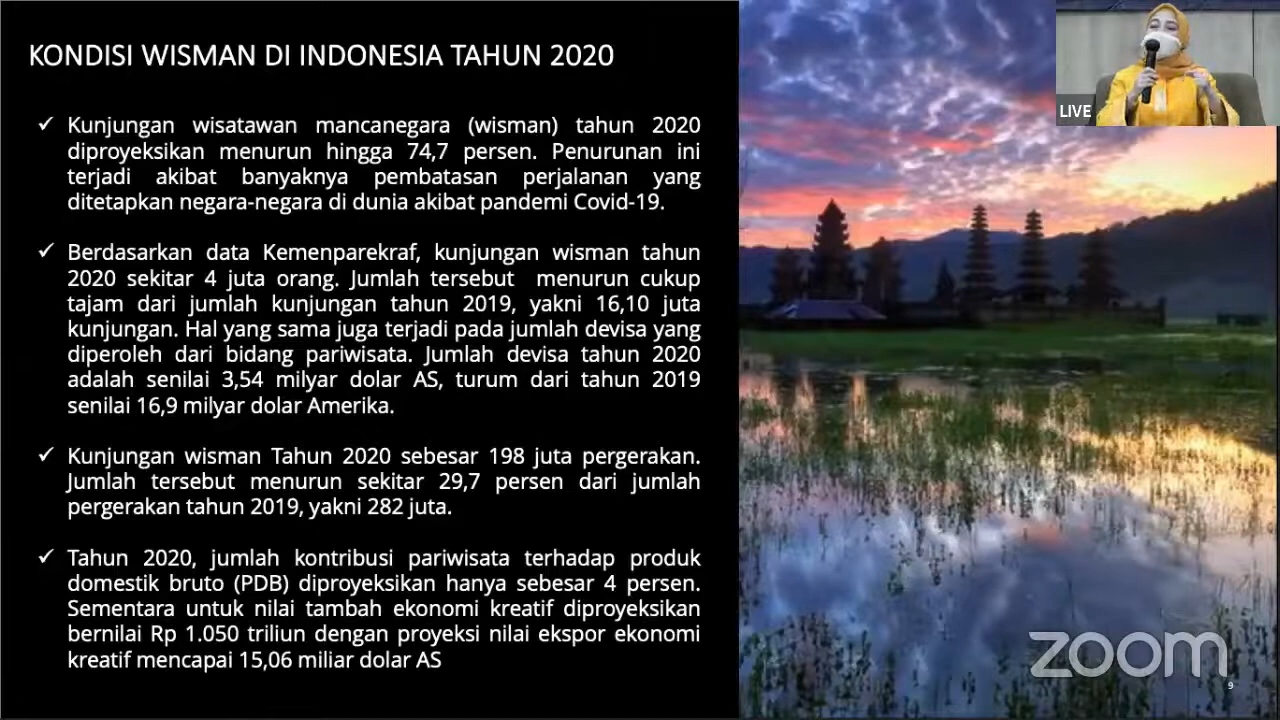 KONDISI WISMAN DI INDONESIA TAHUN 2020
✓ Kunjungan wisatawan mancanegara (wisman) tahun 2020
diproyeksikan menurun hingga 74,7 persen. Penurunan ini
terjadi akibat banyaknya pembatasan perjalanan yang
ditetapkan negara-negara di dunia akibat pandemi Covid-19.
✓ Berdasarkan data Kemenparekraf, kunjungan wisman tahun
2020 sekitar 4 juta orang. Jumlah tersebut menurun cukup
tajam dari jumlah kunjungan tahun 2019, yakni 16,10 juta
kunjungan. Hal yang sama juga terjadi pada jumlah devisa yang
diperoleh dari bidang pariwisata. Jumlah devisa tahun 2020
adalah senilai 3,54 milyar dolar AS, turum dari tahun 2019
senilai 16,9 milyar dolar Amerika.
✓ Kunjungan wisman Tahun 2020 sebesar 198 juta pergerakan.
Jumlah tersebut menurun sekitar 29,7 persen dari jumlah
pergerakan tahun 2019, yakni 282 juta.
✓ Tahun 2020, jumlah kontribusi pariwisata terhadap produk
domestik bruto (PDB) diproyeksikan hanya sebesar 4 persen.
Sementara untuk nilai tambah ekonomi kreatif diproyeksikan
bernilai Rp 1.050 triliun dengan proyeksi nilai ekspor ekonomi
kreatif mencapai 15,06 miliar dolar AS
LIVE
zoom
9